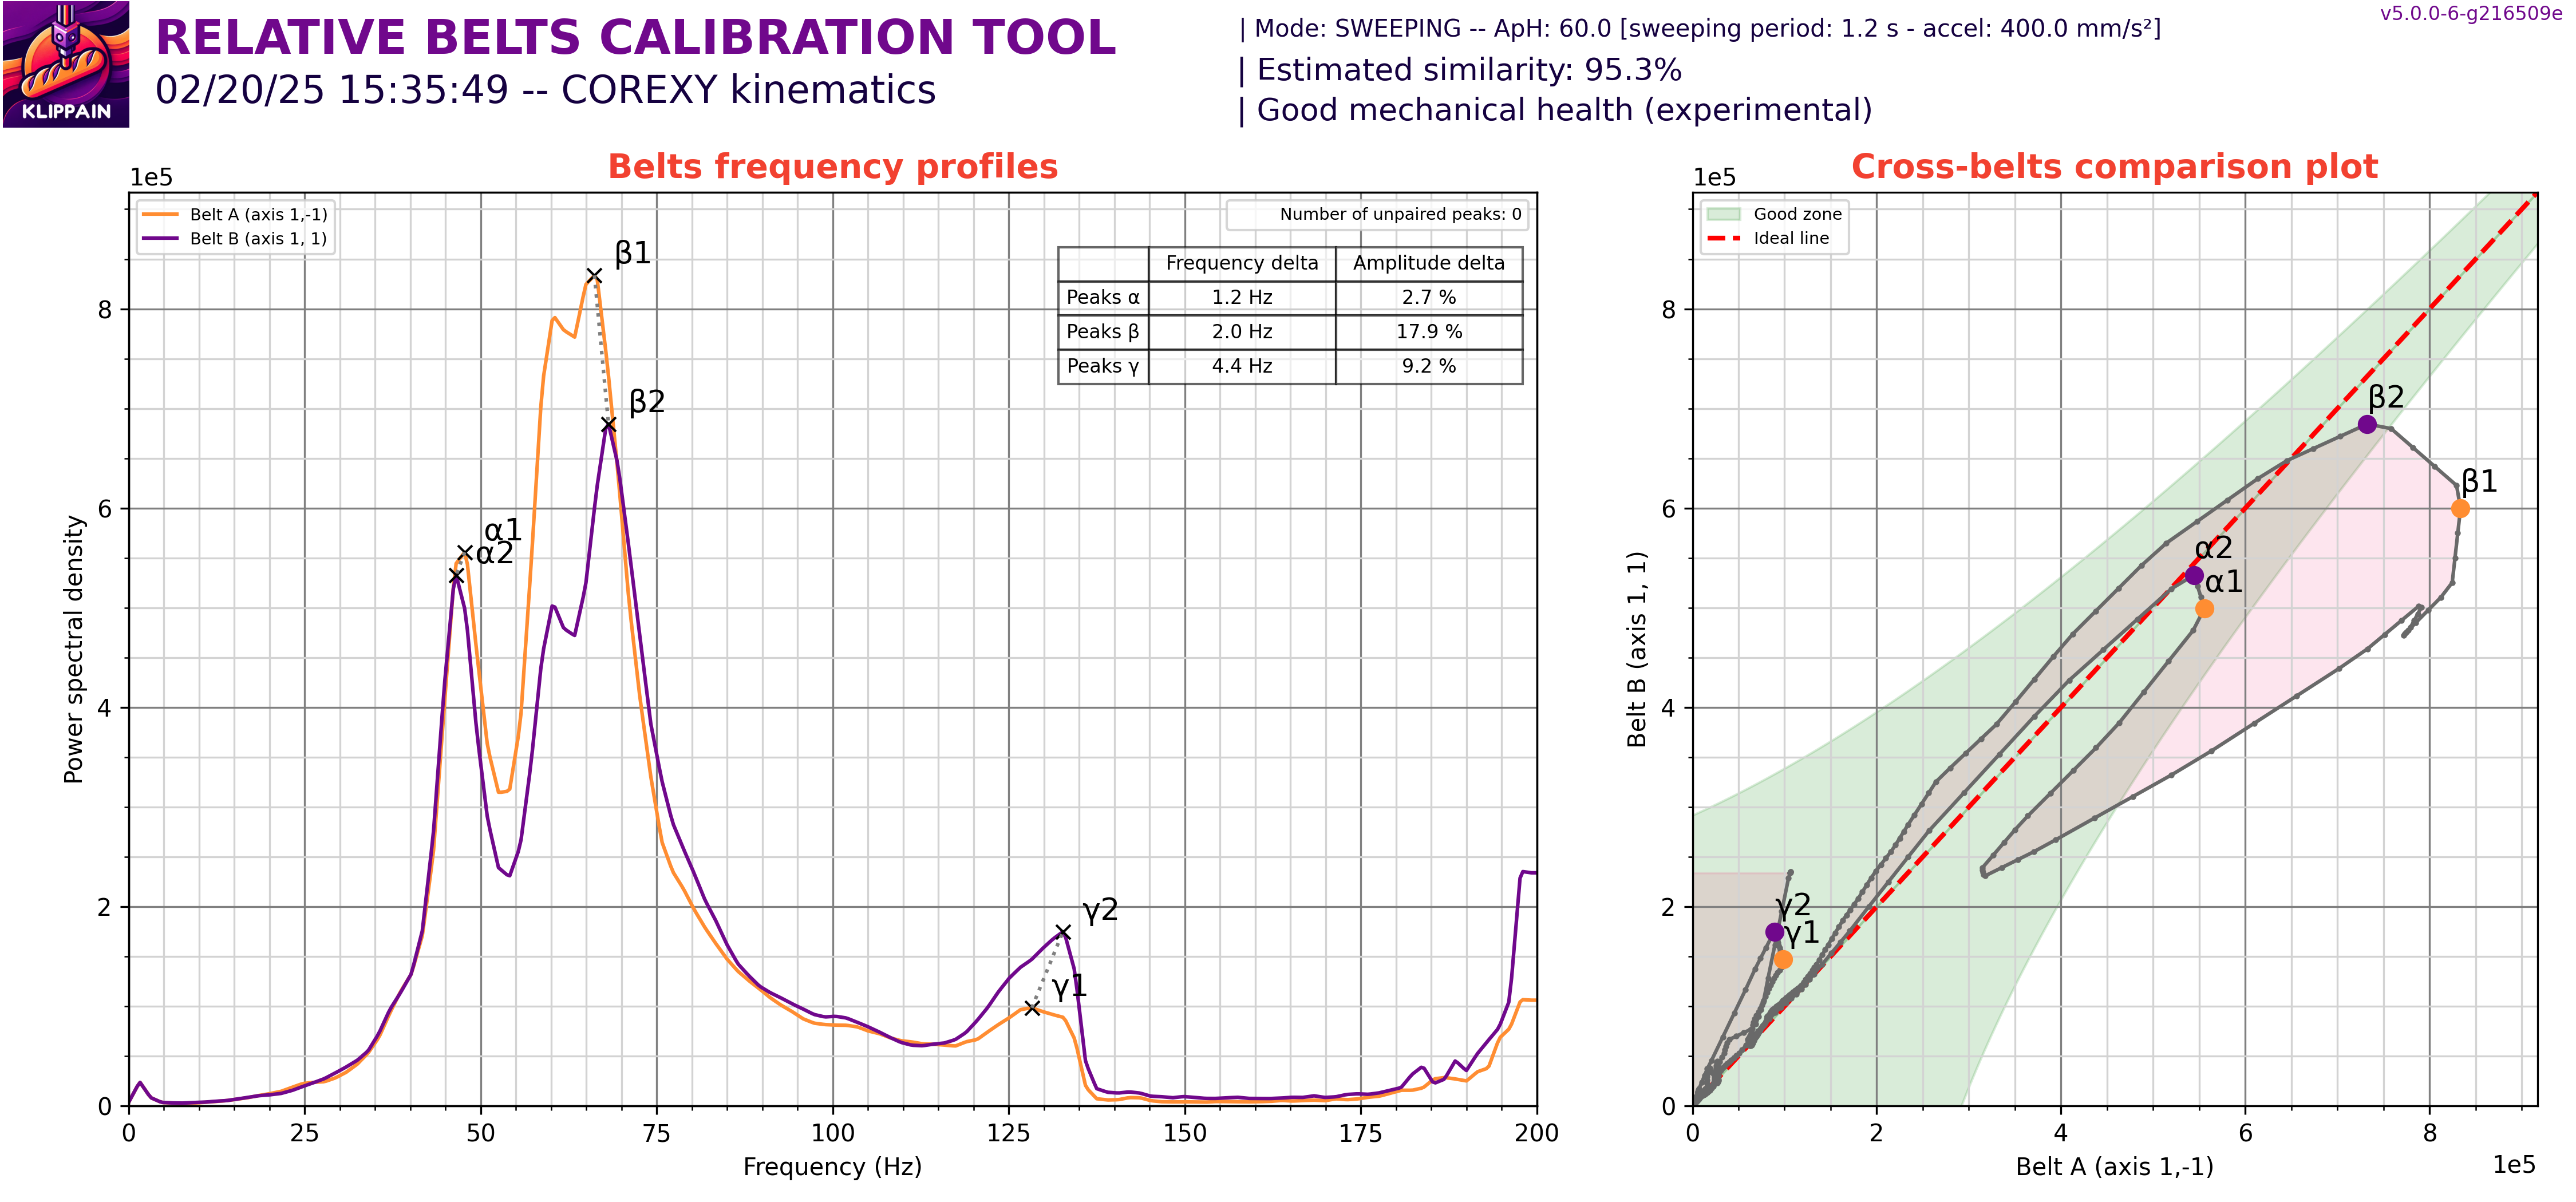 KLIPPAIN
RELATIVE BELTS CALIBRATION TOOL
02/20/25 15:35:49 -- COREXY kinematics
| Mode: SWEEPING -- ApH: 60.0 [sweeping period: 1.2 s - accel: 400.0 mm/s²]
| Estimated similarity: 95.3%
| Good mechanical health (experimental)
v5.0.0-6-g216509e
Belts frequency profiles
1e5
Belt A (axis 1,-1)
Belt B (axis 1, 1)
Number of unpaired peaks: 0
Frequency delta Amplitude delta
Peaks α 1.2 Hz 2.7 %
Peaks β 2.0 Hz 17.9 %
Peaks γ 4.4 Hz 9.2 %
β1
β2
α1
α2
γ2
γ1
8
6
4
2
0
Power spectral density
0 25 50 75 100 125 150 175 200
Frequency (Hz)
Cross-belts comparison plot
1e5
Good zone
Ideal line
β2
β1
α2
α1
γ2
γ1
8
6
4
2
0
Belt B (axis 1, 1)
0 2 4 6 8
1e5
Belt A (axis 1,-1)